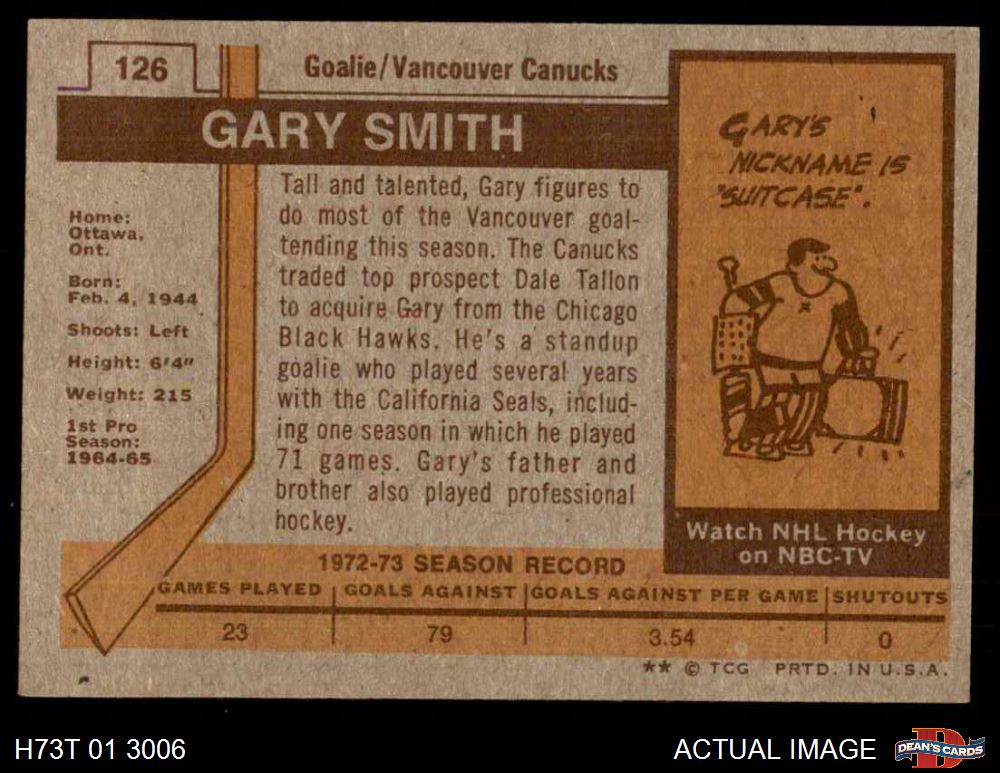 126
Goalie/Vancouver Canucks
GARY SMITH
Home:
Ottawa,
Ont.
Born:
Feb. 4, 1944
Shoots: Left
Height: 6'4"
Weight: 215
1st Pro
Season:
1964-65
Tall and talented, Gary figures to
do most of the Vancouver goal-
tending this season. The Canucks
traded top prospect Dale Tallon
to acquire Gary from the Chicago
Black Hawks. He's a standup
goalie who played several years
with the California Seals, includ-
ing one season in which he played
71 games. Gary's father and
brother also played professional
hockey.
GARY'S
NICKNAME IS
"SUITCASE".
Watch NHL Hockey
on NBC-TV
1972-73 SEASON RECORD
GAMES PLAYED GOALS AGAINST GOALS AGAINST PER GAME SHUTOUTS
23 79 3.54 0
** © TCG PRTD. IN U.S.A.
H73T 01 3006
ACTUAL IMAGE
D
DEAN'S CARDS